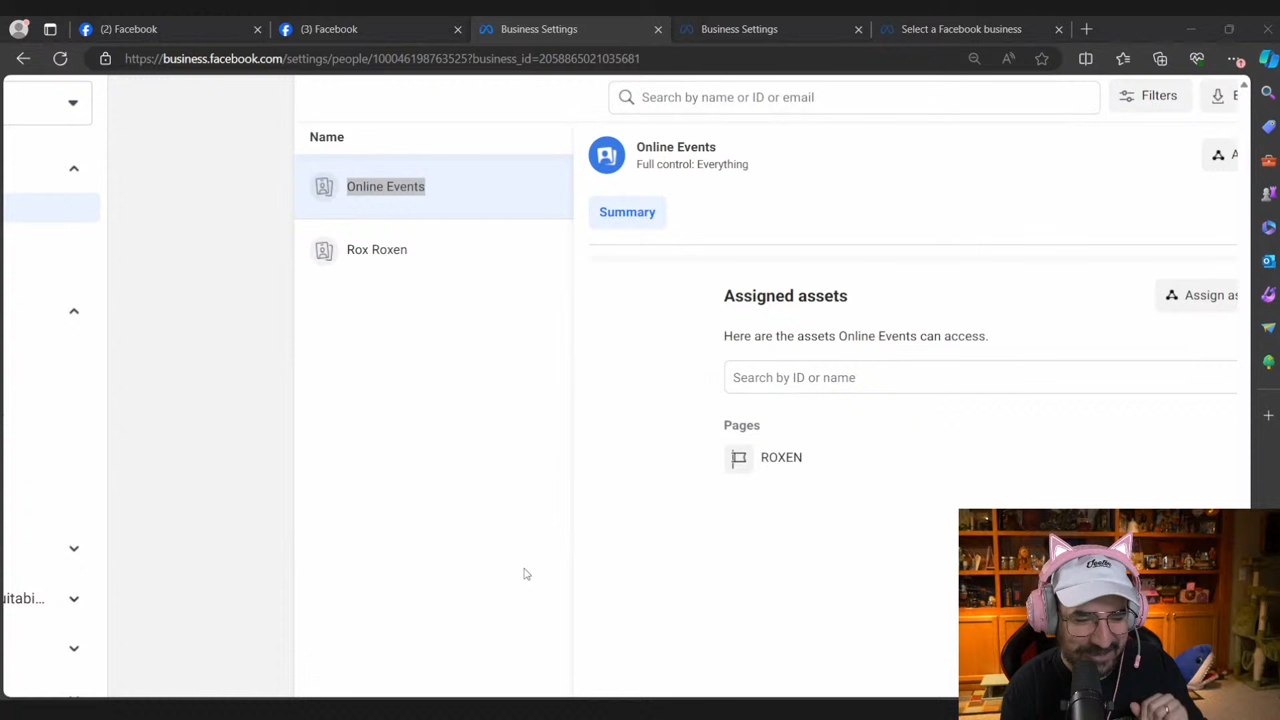 (2) Facebook
(3) Facebook
Business Settings
Business Settings
Select a Facebook business
https://business.facebook.com/settings/people/100046198763525?business_id=2058865021035681
Search by name or ID or email
Filters
E
Name
Online Events
Full control: Everything
A
Online Events
Summary
Rox Roxen
Assigned assets
Assign as
Here are the assets Online Events can access.
Search by ID or name
Pages
ROXEN
uitabi...